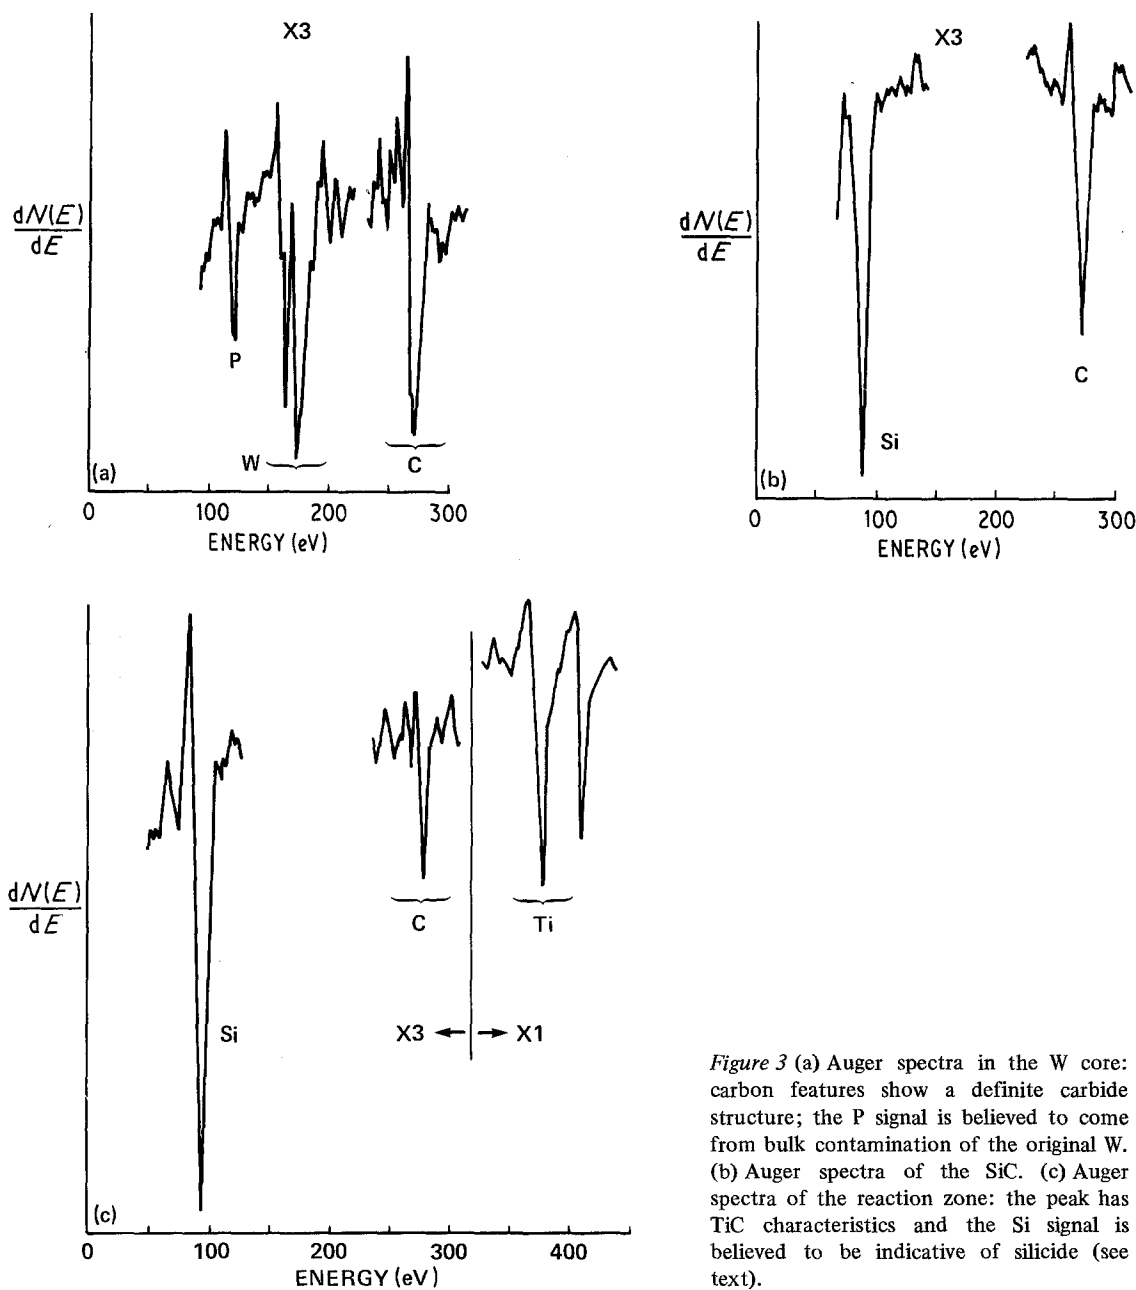 X3
dN(E)
dE
P
W
C
(a)
0 100 200 300
ENERGY (eV)
X3
dN(E)
dE
C
Si
(b)
0 100 200 300
ENERGY (eV)
dN(E)
dE
C
Ti
Si
X3 ← → X1
(c)
0 100 200 300 400
ENERGY (eV)
Figure 3 (a) Auger spectra in the W core:
carbon features show a definite carbide
structure; the P signal is believed to come
from bulk contamination of the original W.
(b) Auger spectra of the SiC. (c) Auger
spectra of the reaction zone: the peak has
TiC characteristics and the Si signal is
believed to be indicative of silicide (see
text).